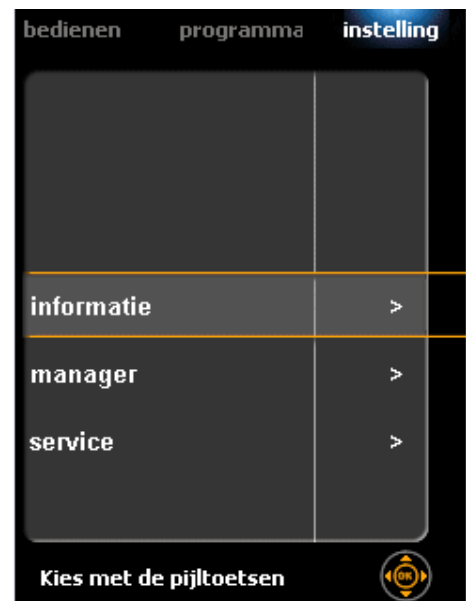 bedienen programma instelling
informatie >
manager >
service >
Kies met de pijltoetsen OK